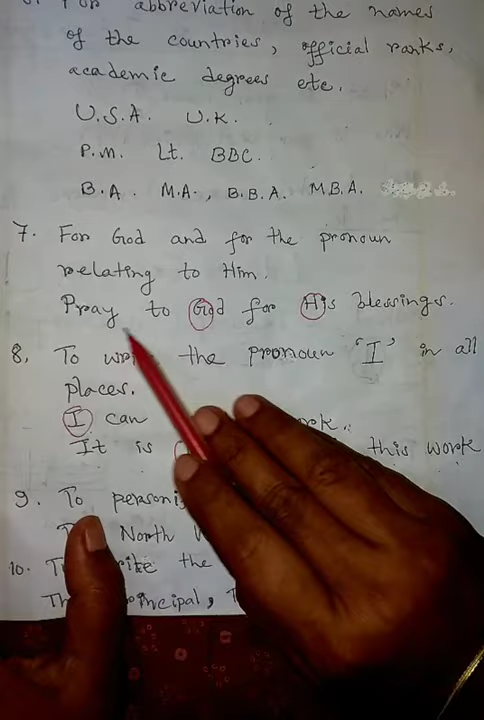 For abbreviation of the names
of the countries, official ranks,
academic degrees etc.
U.S.A. U.K.
P.M. Lt. BBC.
B.A. M.A., B.B.A. M.B.A.
7. For God and for the pronoun
relating to Him.
Pray to God for His blessings.
8. To the pronoun 'I' in all
places.
I can
It is this work
9. To
North
10. the